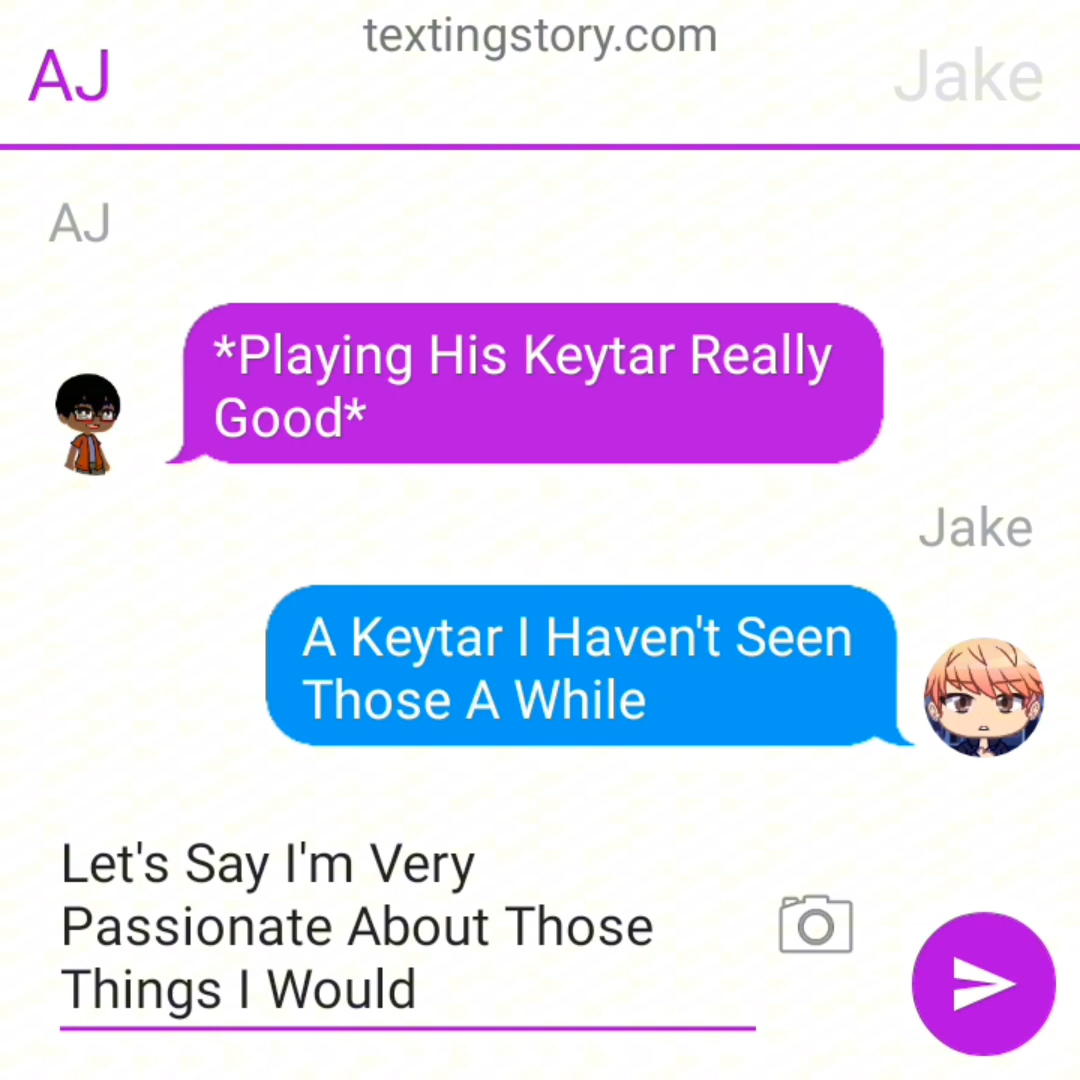 textingstory.com
AJ
Jake
AJ
*Playing His Keytar Really
Good*
Jake
A Keytar I Haven't Seen
Those A While
Let's Say I'm Very
Passionate About Those
Things I Would